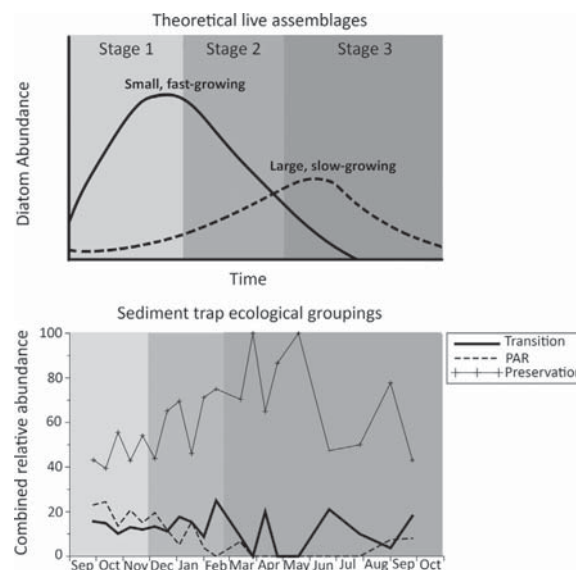 Theoretical live assemblages
Stage 1 Stage 2 Stage 3
Small, fast-growing
Large, slow-growing
Diatom Abundance
Time
Sediment trap ecological groupings
Combined relative abundance
100
80
60
40
20
0
Transition
PAR
Preservation
Sep Oct Nov Dec Jan Feb Mar Apr May Jun Jul Aug Sep Oct